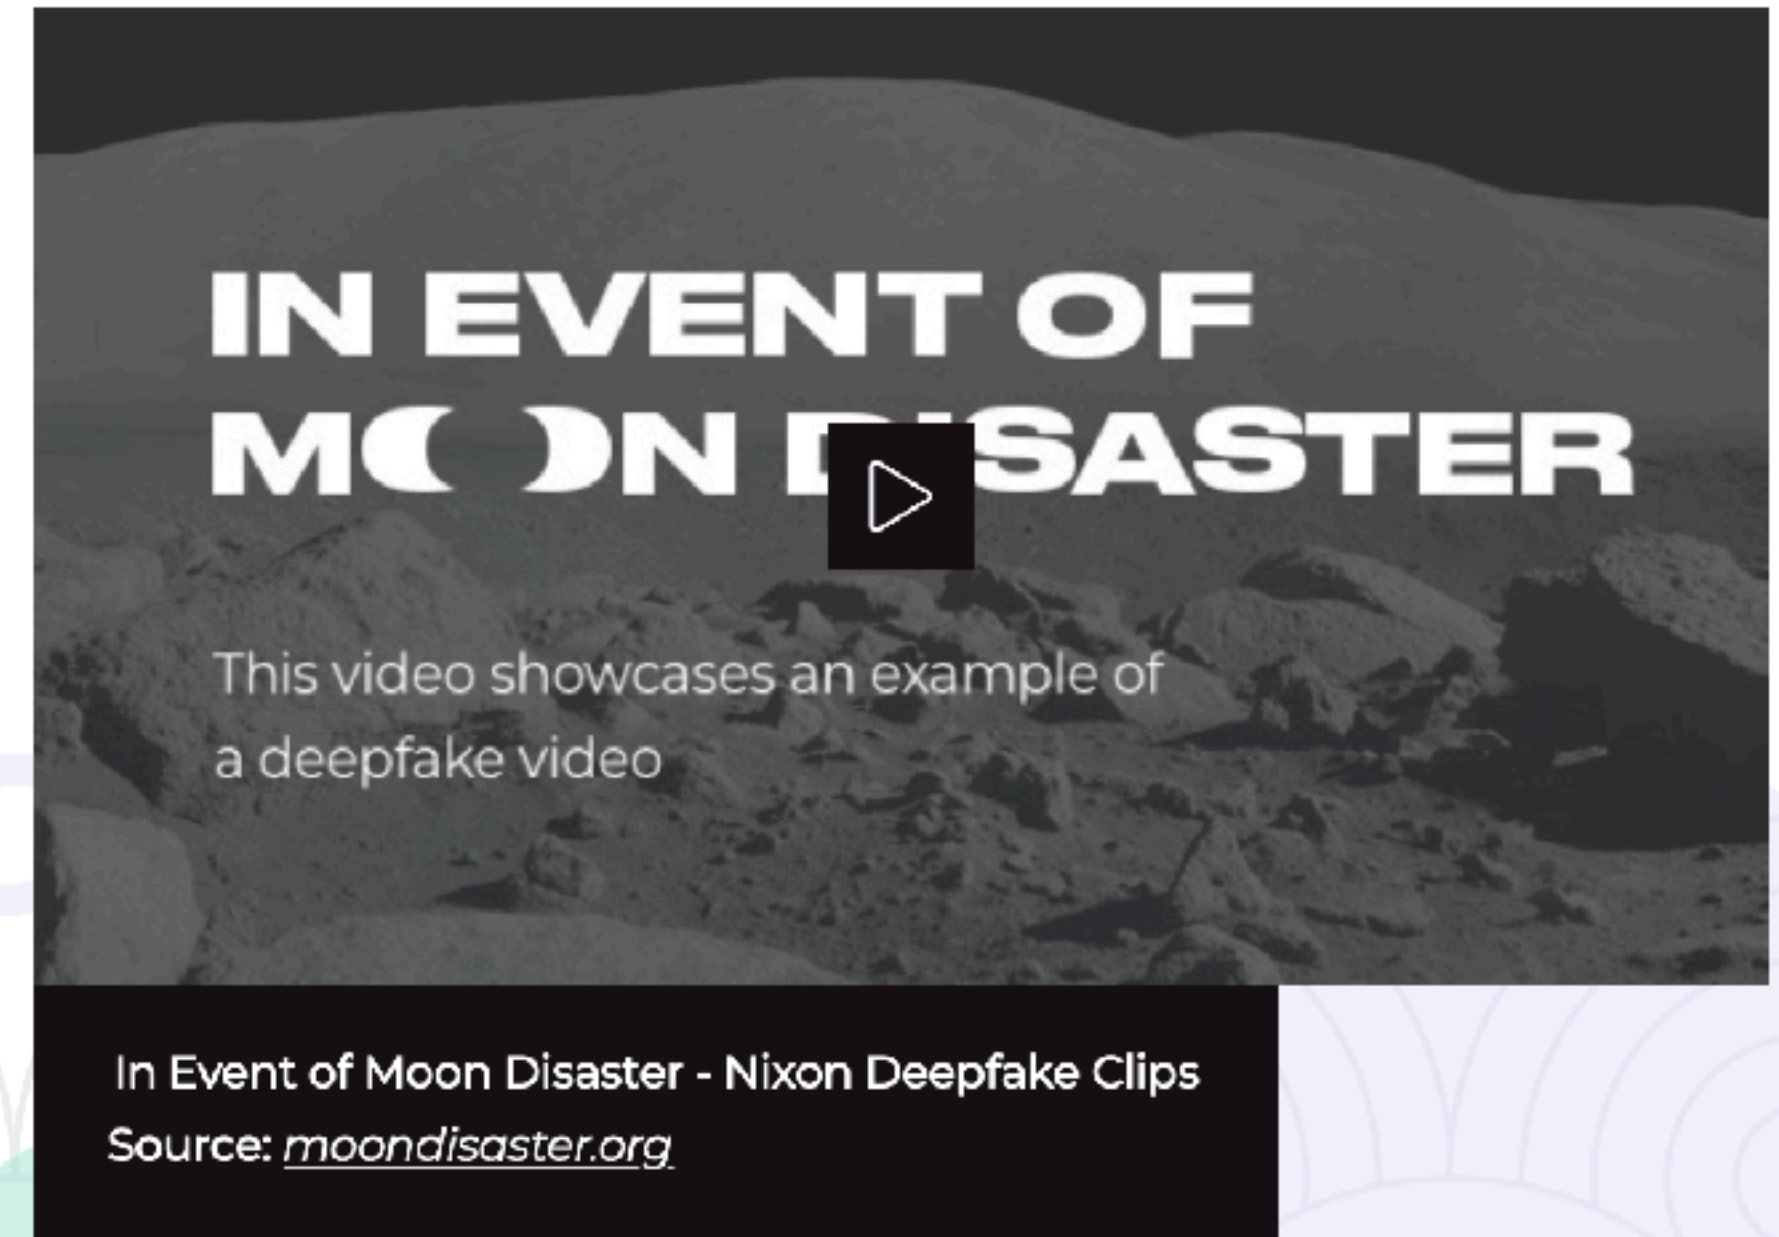 IN EVENT OF
MOON DISASTER
This video showcases an example of
a deepfake video
In Event of Moon Disaster - Nixon Deepfake Clips
Source: moondisaster.org